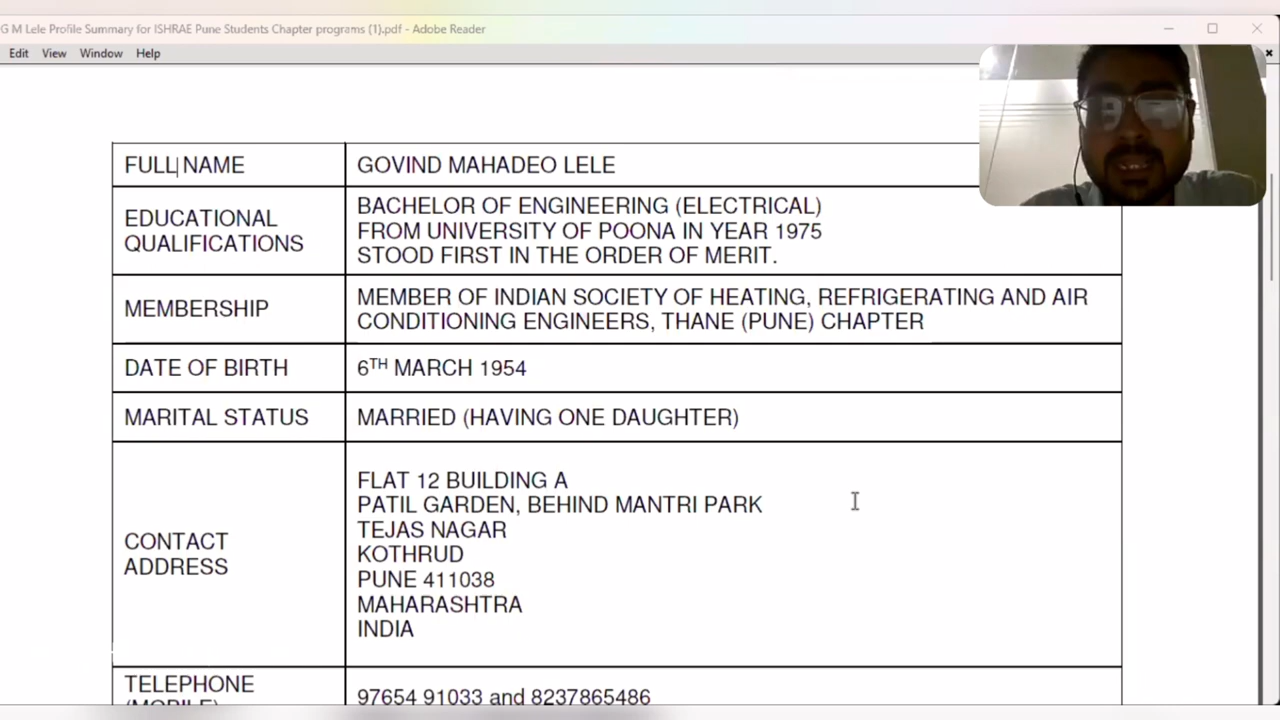 G M Lele Profile Summary for ISHRAE Pune Students Chapter programs (1).pdf - Adobe Reader
Edit View Window Help
FULL NAME GOVIND MAHADEO LELE
EDUCATIONAL QUALIFICATIONS BACHELOR OF ENGINEERING (ELECTRICAL)
FROM UNIVERSITY OF POONA IN YEAR 1975
STOOD FIRST IN THE ORDER OF MERIT.
MEMBERSHIP MEMBER OF INDIAN SOCIETY OF HEATING, REFRIGERATING AND AIR
CONDITIONING ENGINEERS, THANE (PUNE) CHAPTER
DATE OF BIRTH 6TH MARCH 1954
MARITAL STATUS MARRIED (HAVING ONE DAUGHTER)
CONTACT ADDRESS FLAT 12 BUILDING A
PATIL GARDEN, BEHIND MANTRI PARK
TEJAS NAGAR
KOTHRUD
PUNE 411038
MAHARASHTRA
INDIA
TELEPHONE
(MOBILE) 97654 91033 and 8237865486